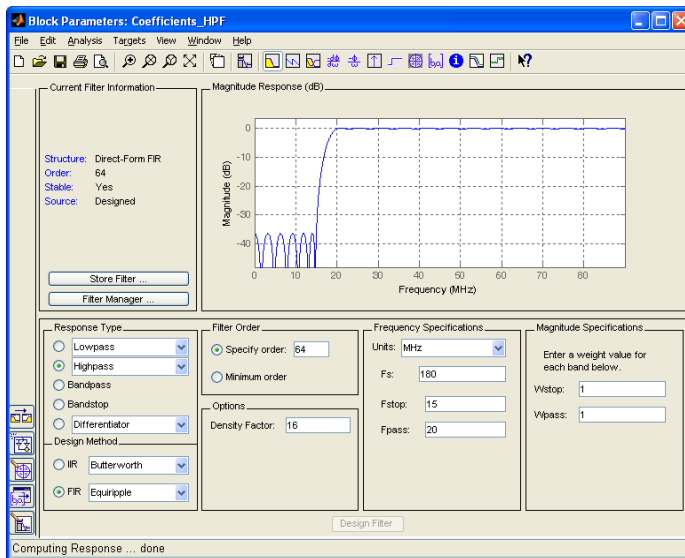 Block Parameters: Coefficients_HPF
File Edit Analysis Targets View Window Help
Current Filter Information
Structure: Direct-Form FIR
Order: 64
Stable: Yes
Source: Designed
Store Filter ...
Filter Manager ...
Magnitude Response (dB)
Magnitude (dB)
0
-10
-20
-30
-40
0 10 20 30 40 50 60 70 80
Frequency (MHz)
Response Type
Lowpass
Highpass
Bandpass
Bandstop
Differentiator
Design Method
IIR Butterworth
FIR Equiripple
Filter Order
Specify order: 64
Minimum order
Options
Density Factor: 16
Frequency Specifications
Units: MHz
Fs: 180
Fstop: 15
Fpass: 20
Magnitude Specifications
Enter a weight value for
each band below.
Wstop: 1
Wpass: 1
Design Filter
Computing Response ... done